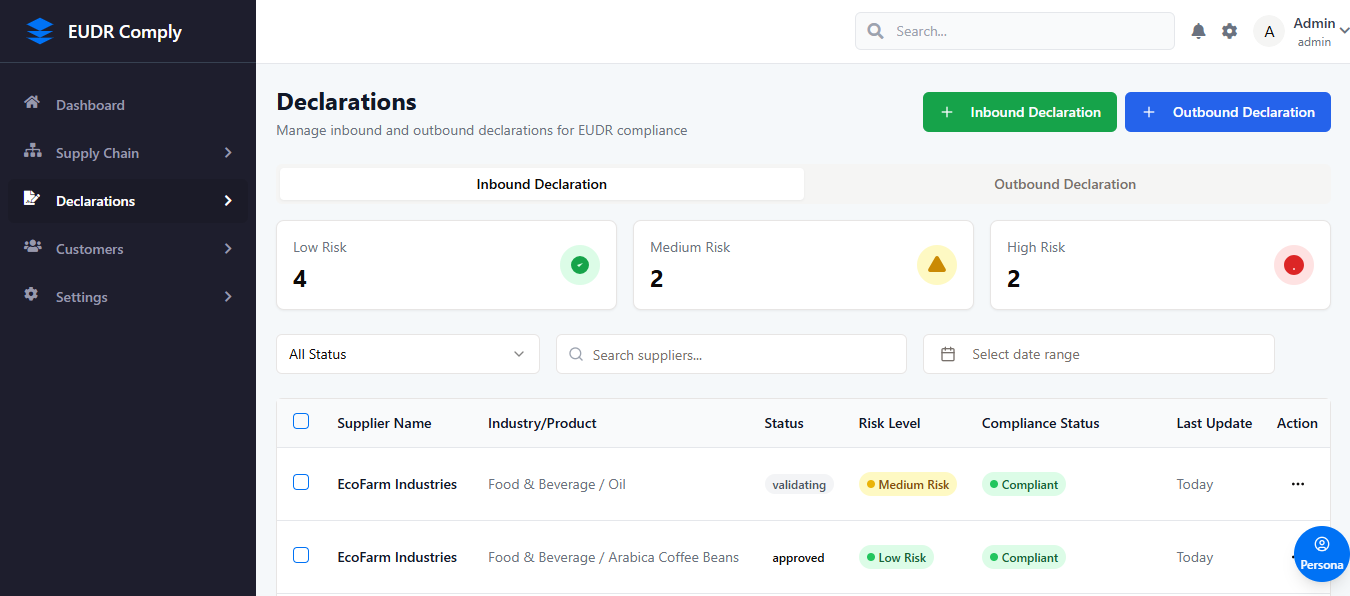 EUDR Comply
Search...
A
Admin
admin
Dashboard
Supply Chain
Declarations
Customers
Settings
Declarations
Manage inbound and outbound declarations for EUDR compliance
+ Inbound Declaration
+ Outbound Declaration
Inbound Declaration
Outbound Declaration
Low Risk
4
Medium Risk
2
High Risk
2
All Status
Search suppliers...
Select date range
Supplier Name Industry/Product Status Risk Level Compliance Status Last Update Action
EcoFarm Industries Food & Beverage / Oil validating Medium Risk Compliant Today ...
EcoFarm Industries Food & Beverage / Arabica Coffee Beans approved Low Risk Compliant Today
Persona